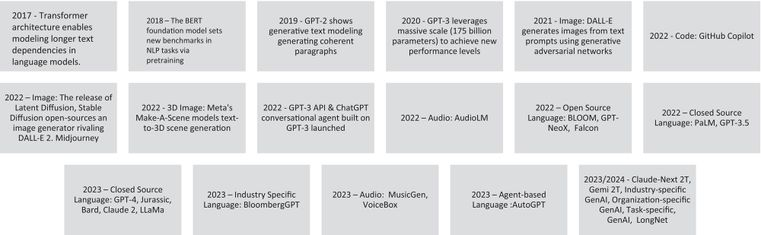 2017 - Transformer
architecture enables
modeling longer text
dependencies in
language models.
2018 – The BERT
foundation model sets
new benchmarks in
NLP tasks via
pretraining
2019 - GPT-2 shows
generative text modeling
generating coherent
paragraphs
2020 - GPT-3 leverages
massive scale (175 billion
parameters) to achieve new
performance levels
2021 - Image: DALL-E
generates images from text
prompts using generative
adversarial networks
2022 - Code: GitHub Copilot
2022 – Image: The release of
Latent Diffusion, Stable
Diffusion open-sources an
image generator rivaling
DALL-E 2. Midjourney
2022 - 3D Image: Meta's
Make-A-Scene models text-
to-3D scene generation
2022 - GPT-3 API & ChatGPT
conversational agent built on
GPT-3 launched
2022 – Audio: AudioLM
2022 – Open Source
Language: BLOOM, GPT-
NeoX, Falcon
2022 – Closed Source
Language: PaLM, GPT-3.5
2023 – Closed Source
Language: GPT-4, Jurassic,
Bard, Claude 2, LLaMa
2023 – Industry Specific
Language: BloombergGPT
2023 – Audio: MusicGen,
VoiceBox
2023 – Agent-based
Language :AutoGPT
2023/2024 - Claude-Next 2T,
Gemi 2T, Industry-specific
GenAI, Organization-specific
GenAI, Task-specific,
GenAI, LongNet